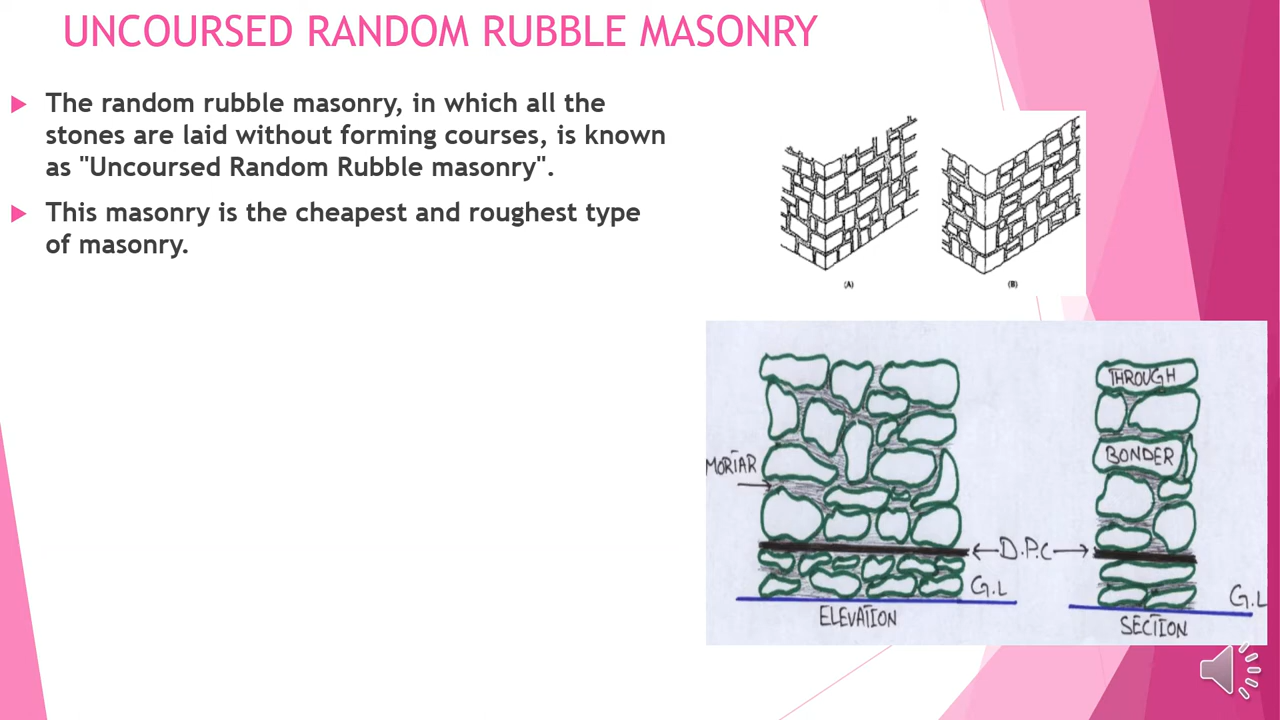 UNCOURSED RANDOM RUBBLE MASONRY
The random rubble masonry, in which all the
stones are laid without forming courses, is known
as "Uncoursed Random Rubble masonry".
This masonry is the cheapest and roughest type
of masonry.
(A)
(B)
THROUGH
BONDER
MORTAR
D.P.C
G.L
G.L
ELEVATION
SECTION